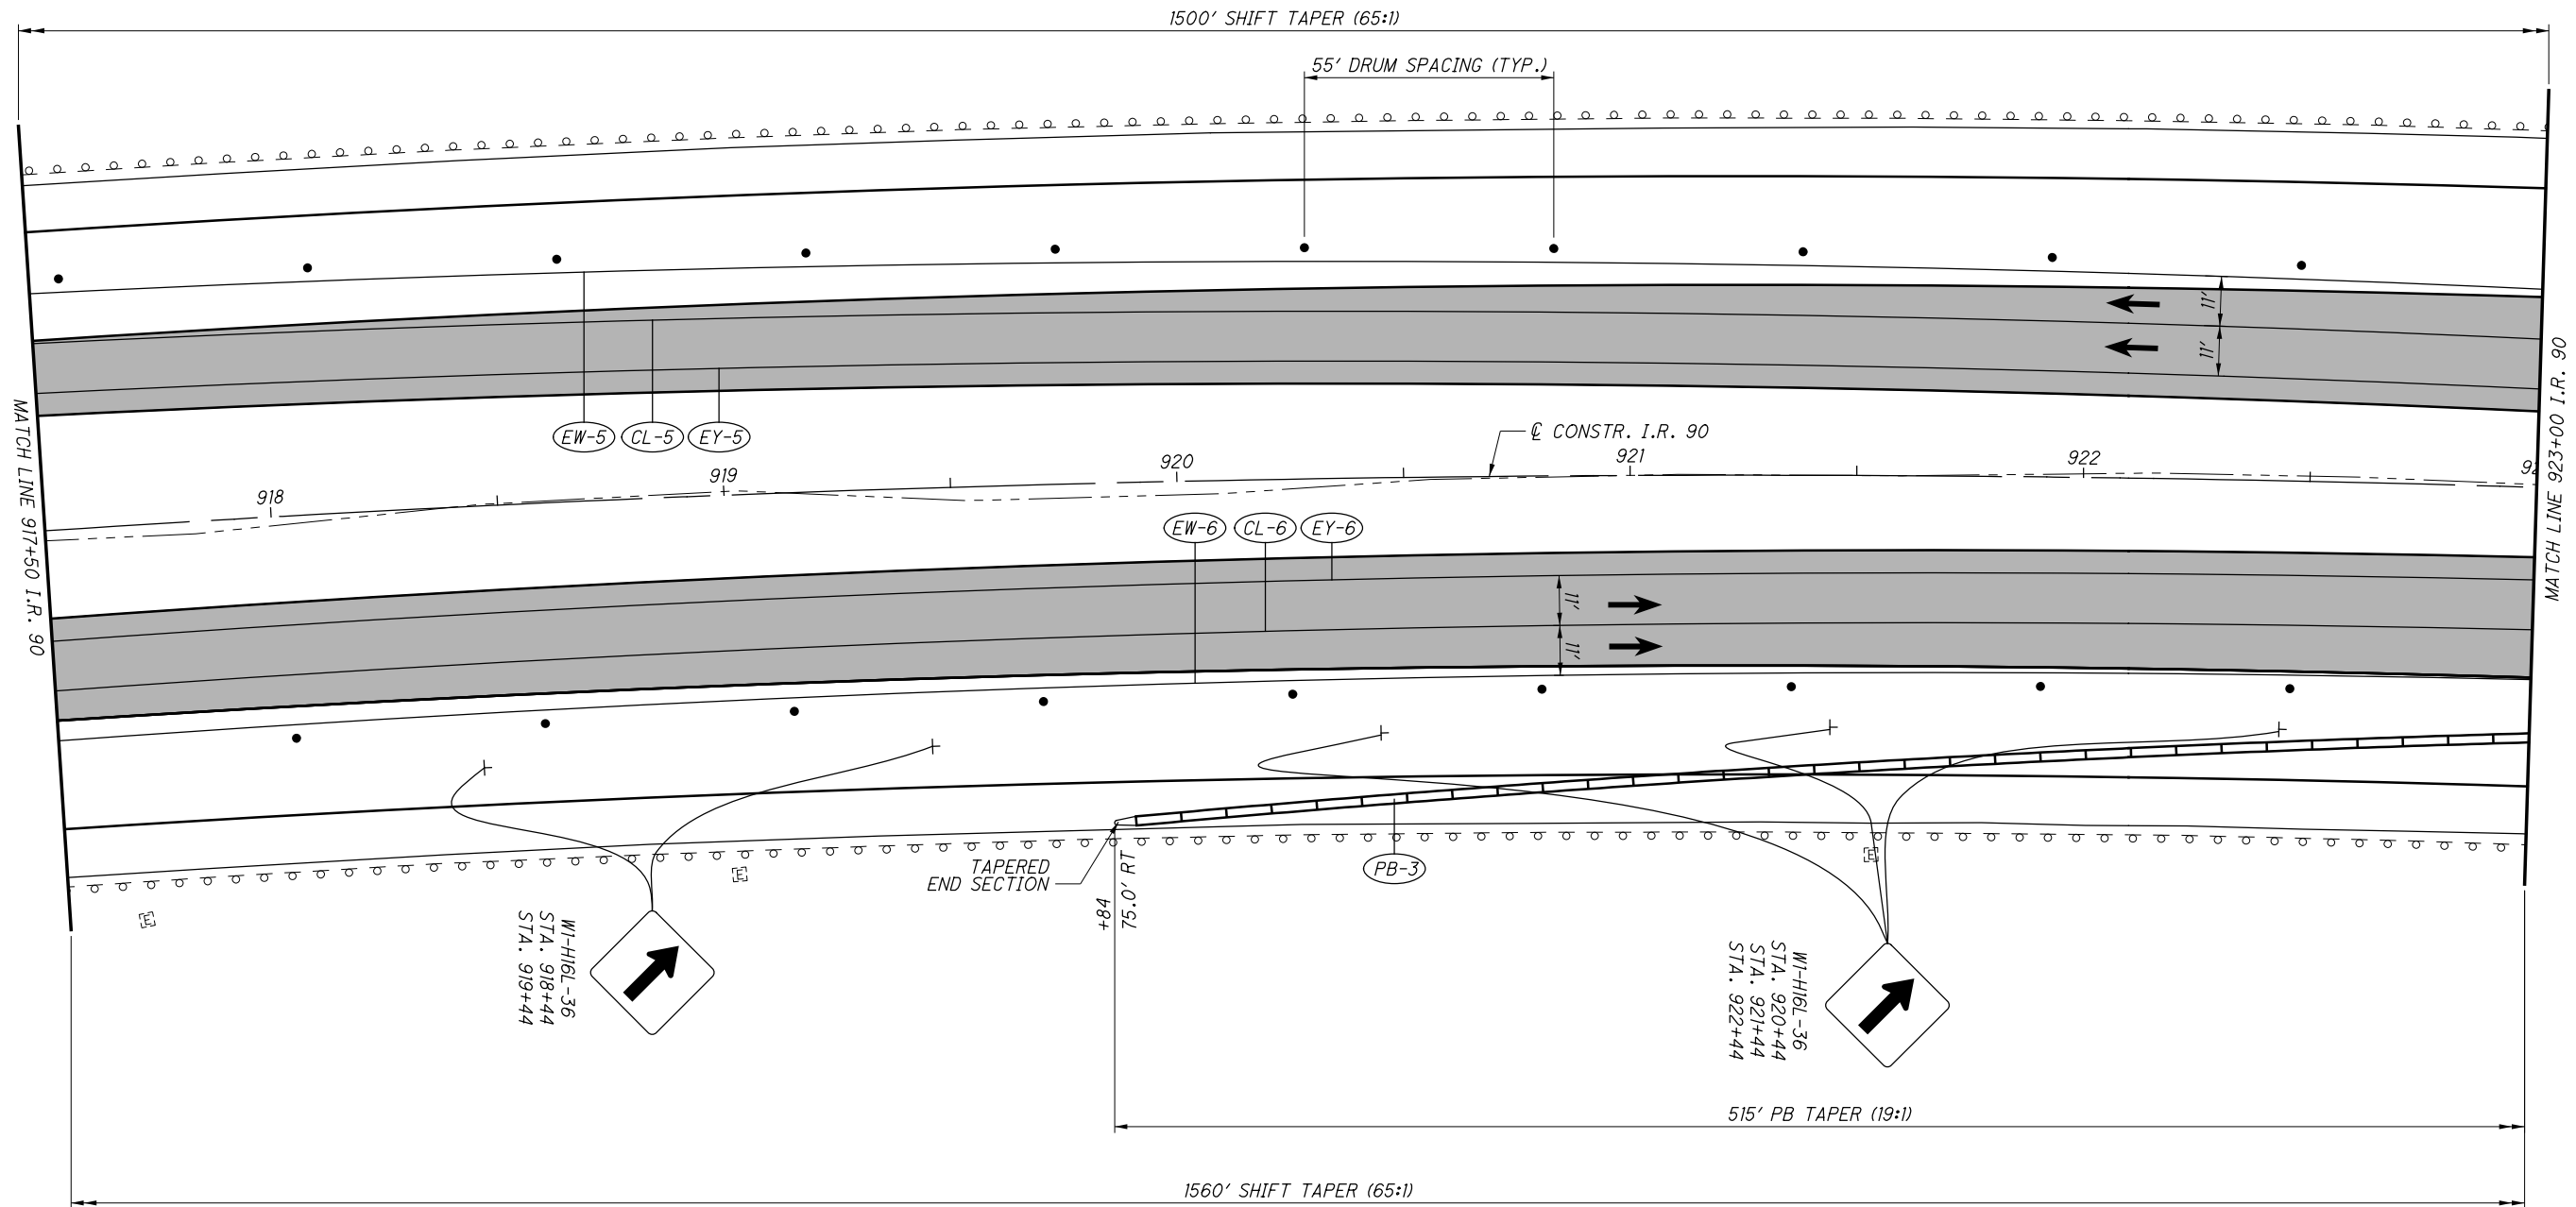 1500' SHIFT TAPER (65:1)
55' DRUM SPACING (TYP.)
11'
11'
MATCH LINE 917+50 I.R. 90
MATCH LINE 923+00 I.R. 90
EW-5
CL-5
EY-5
℄ CONSTR. I.R. 90
918
919
920
921
922
92
EW-6
CL-6
EY-6
11'
11'
TAPERED
END SECTION
+84
75.0' RT
PB-3
E
E
E
W1-H16L-36
STA. 918+44
STA. 919+44
W1-H16L-36
STA. 920+44
STA. 921+44
STA. 922+44
515' PB TAPER (19:1)
1560' SHIFT TAPER (65:1)